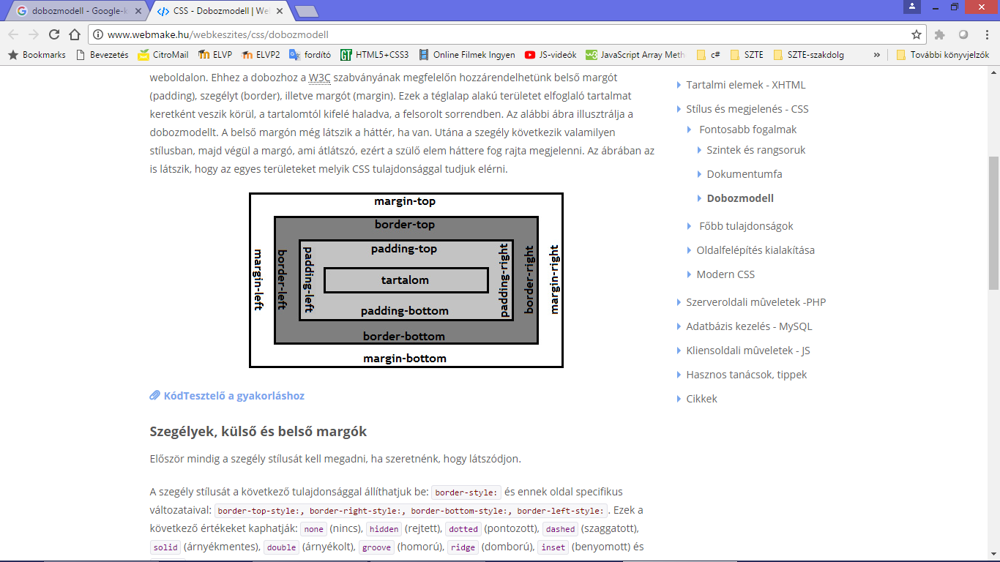 dobozmodell - Google-k
CSS - Dobozmodell | We
www.webmake.hu/webkeszites/css/dobozmodell
Bookmarks
Bevezetés
CitroMail
ELVP
ELVP2
fordító
HTML5+CSS3
Online Filmek Ingyen
JS-videók
JavaScript Array Meth
c#
SZTE
SZTE-szakdolg
»
További könyvjelzők
weboldalon. Ehhez a dobozhoz a W3C szabványának megfelelőn hozzárendelhetünk belső margót
(padding), szegélyt (border), illetve margót (margin). Ezek a téglalap alakú területet elfoglaló tartalmat
keretként veszik körül, a tartalomtól kifelé haladva, a felsorolt sorrendben. Az alábbi ábra illusztrálja a
dobozmodellt. A belső margón még látszik a háttér, ha van. Utána a szegély következik valamilyen
stílusban, majd végül a margó, ami átlátszó, ezért a szülő elem háttere fog rajta megjelenni. Az ábrában az
is látszik, hogy az egyes területeket melyik CSS tulajdonsággal tudjuk elérni.
margin-top
border-top
padding-top
margin-left
border-left
padding-left
tartalom
padding-right
border-right
margin-right
padding-bottom
border-bottom
margin-bottom
KódTesztelő a gyakorláshoz
Szegélyek, külső és belső margók
Először mindig a szegély stílusát kell megadni, ha szeretnénk, hogy látszódjon.
A szegély stílusát a következő tulajdonsággal állíthatjuk be: border-style: és ennek oldal specifikus
változataival: border-top-style:, border-right-style:, border-bottom-style:, border-left-style:. Ezek a
következő értékeket kaphatják: none (nincs), hidden (rejtett), dotted (pontozott), dashed (szaggatott),
solid (árnyékmentes), double (árnyékolt), groove (homorú), ridge (domború), inset (benyomott) és
Tartalmi elemek - XHTML
Stílus és megjelenés - CSS
Fontosabb fogalmak
Szintek és rangsoruk
Dokumentumfa
Dobozmodell
Főbb tulajdonságok
Oldalfelépítés kialakítása
Modern CSS
Szerveroldali mûveletek -PHP
Adatbázis kezelés - MySQL
Kliensoldali mûveletek - JS
Hasznos tanácsok, tippek
Cikkek